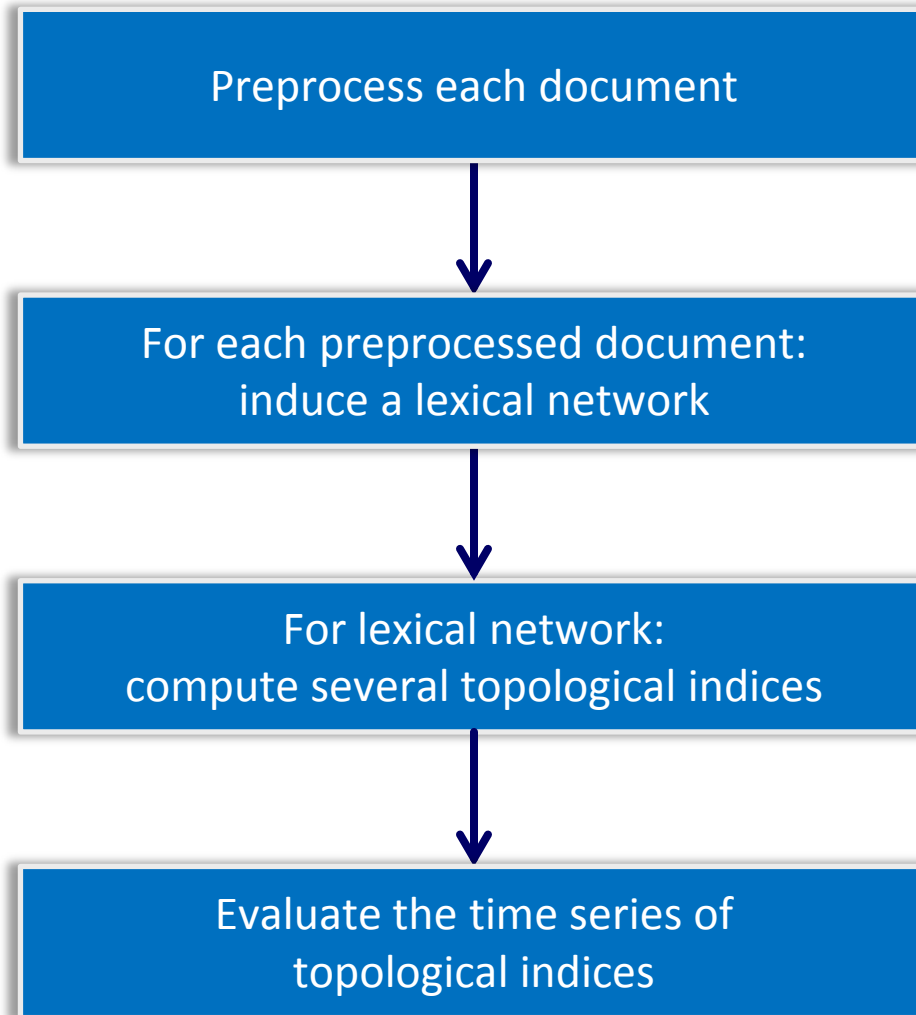 Preprocess each document
For each preprocessed document:
induce a lexical network
For lexical network:
compute several topological indices
Evaluate the time series of
topological indices